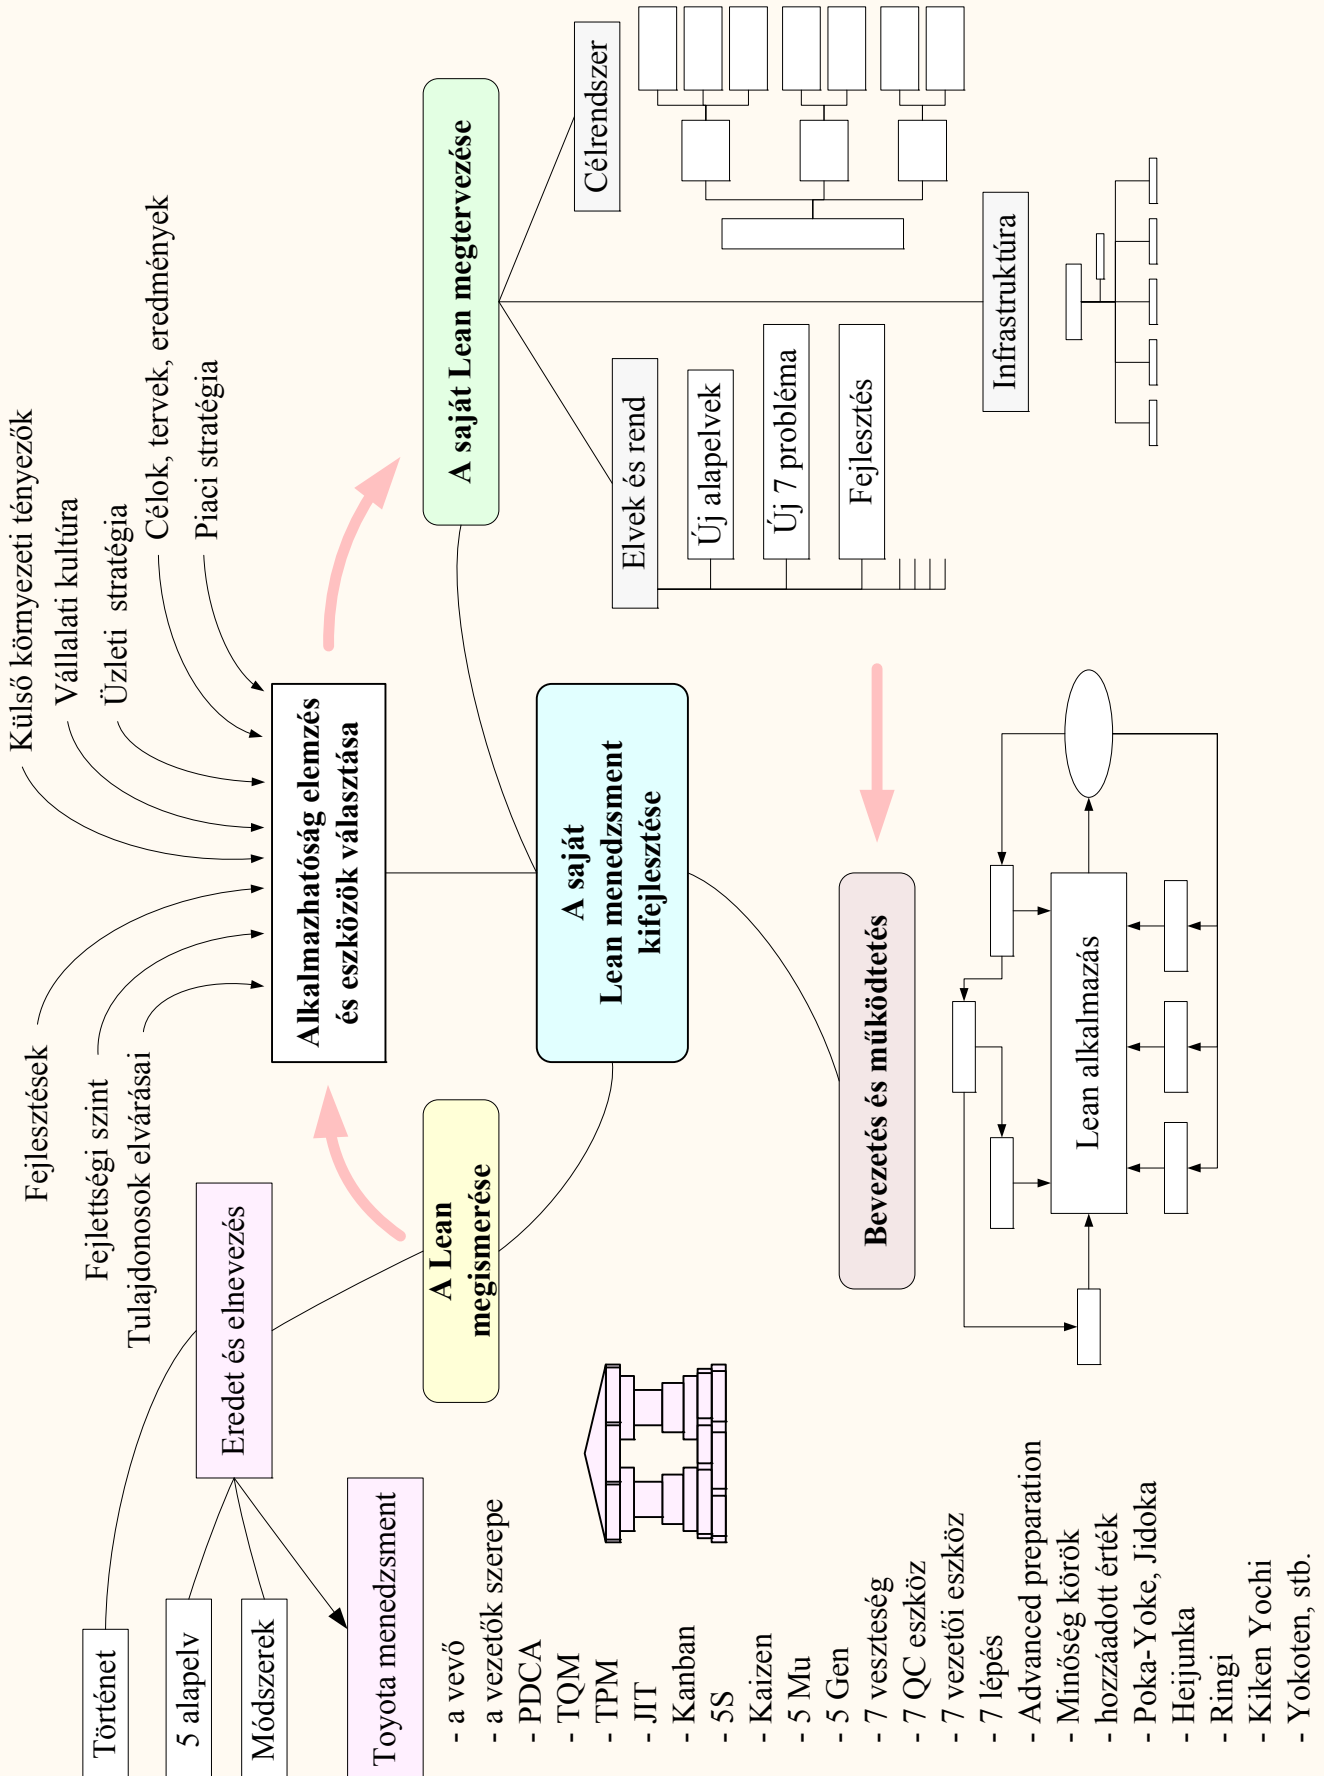 Történet
5 alapelv
Módszerek
Toyota menedzsment
Eredet és elnevezés
- a vevő
- a vezetők szerepe
- PDCA
- TQM
- TPM
- JIT
- Kanban
- 5S
- Kaizen
- 5 Mu
- 5 Gen
- 7 veszteség
- 7 QC eszköz
- 7 vezetői eszköz
- 7 lépés
- Advanced preparation
- Minőség körök
- hozzáadott érték
- Poka-Yoke, Jidoka
- Heijunka
- Ringi
- Kiken Yochi
- Yokoten, stb.
A Lean
megismerése
Fejlesztések
Fejlettségi szint
Tulajdonosok elvárásai
Külső környezeti tényezők
Vállalati kultúra
Üzleti stratégia
Célok, tervek, eredmények
Piaci stratégia
Alkalmazhatóság elemzés
és eszközök választása
A saját
Lean menedzsment
kifejlesztése
A saját Lean megtervezése
Elvek és rend
Új alapelvek
Új 7 probléma
Fejlesztés
Célrendszer
Infrastruktúra
Bevezetés és működtetés
Lean alkalmazás